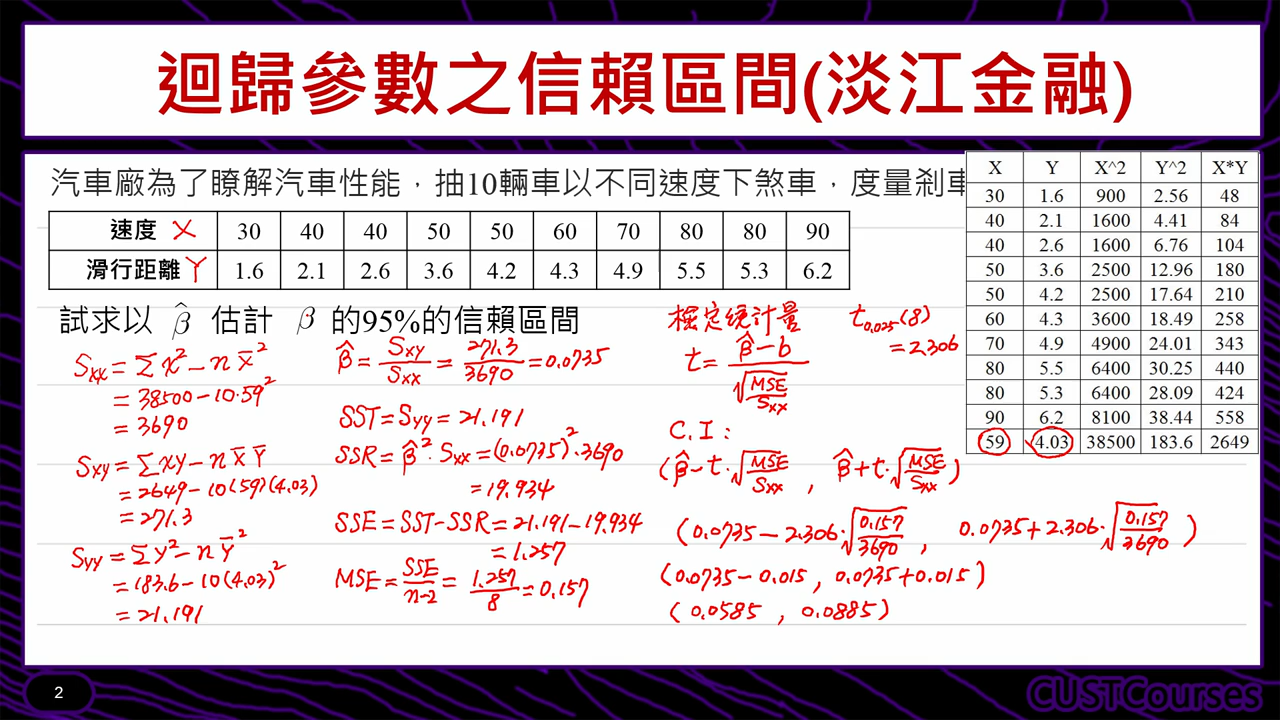 迴歸參數之信賴區間(淡江金融)
汽車廠為了瞭解汽車性能，抽10輛車以不同速度下煞車，度量剎車
速度 X 30 40 40 50 50 60 70 80 80 90
滑行距離 Y 1.6 2.1 2.6 3.6 4.2 4.3 4.9 5.5 5.3 6.2
試求以 β̂ 估計 β 的95%的信賴區間
Sxx = Σx² − n x̄²
= 38500 − 10·59²
= 3690
Sxy = Σxy − n X̄ Ȳ
= 2649 − 10(59)(4.03)
= 271.3
Syy = Σy² − n Ȳ²
= 183.6 − 10(4.03)²
= 21.191
β̂ = Sxy/Sxx = 271.3/3690 = 0.0735
SST = Syy = 21.191
SSR = β̂²·Sxx = (0.0735)²·3690
= 19.934
SSE = SST − SSR = 21.191 − 19.934
= 1.257
MSE = SSE/n−2 = 1.257/8 = 0.157
檢定統計量
t = β̂ − b / √(MSE/Sxx)
t0.025(8)
= 2.306
C.I :
(β̂ − t·√(MSE/Sxx) , β̂ + t·√(MSE/Sxx))
(0.0735 − 2.306·√(0.157/3690) , 0.0735 + 2.306·√(0.157/3690))
(0.0735 − 0.015 , 0.0735 + 0.015)
(0.0585 , 0.0885)
X Y X^2 Y^2 X*Y
30 1.6 900 2.56 48
40 2.1 1600 4.41 84
40 2.6 1600 6.76 104
50 3.6 2500 12.96 180
50 4.2 2500 17.64 210
60 4.3 3600 18.49 258
70 4.9 4900 24.01 343
80 5.5 6400 30.25 440
80 5.3 6400 28.09 424
90 6.2 8100 38.44 558
59 4.03 38500 183.6 2649
2
CUSTCourses